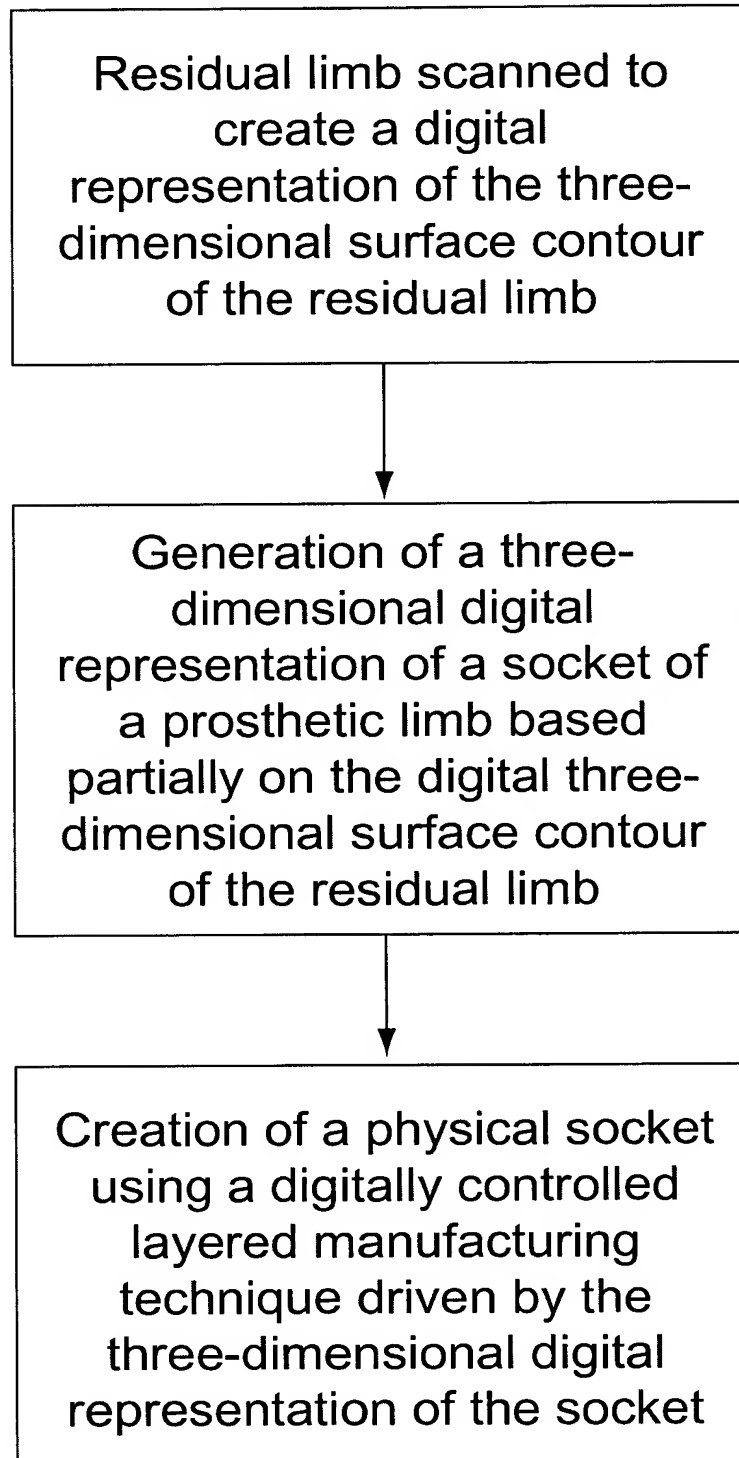 Residual limb scanned to
create a digital
representation of the three-
dimensional surface contour
of the residual limb
Generation of a three-
dimensional digital
representation of a socket of
a prosthetic limb based
partially on the digital three-
dimensional surface contour
of the residual limb
Creation of a physical socket
using a digitally controlled
layered manufacturing
technique driven by the
three-dimensional digital
representation of the socket